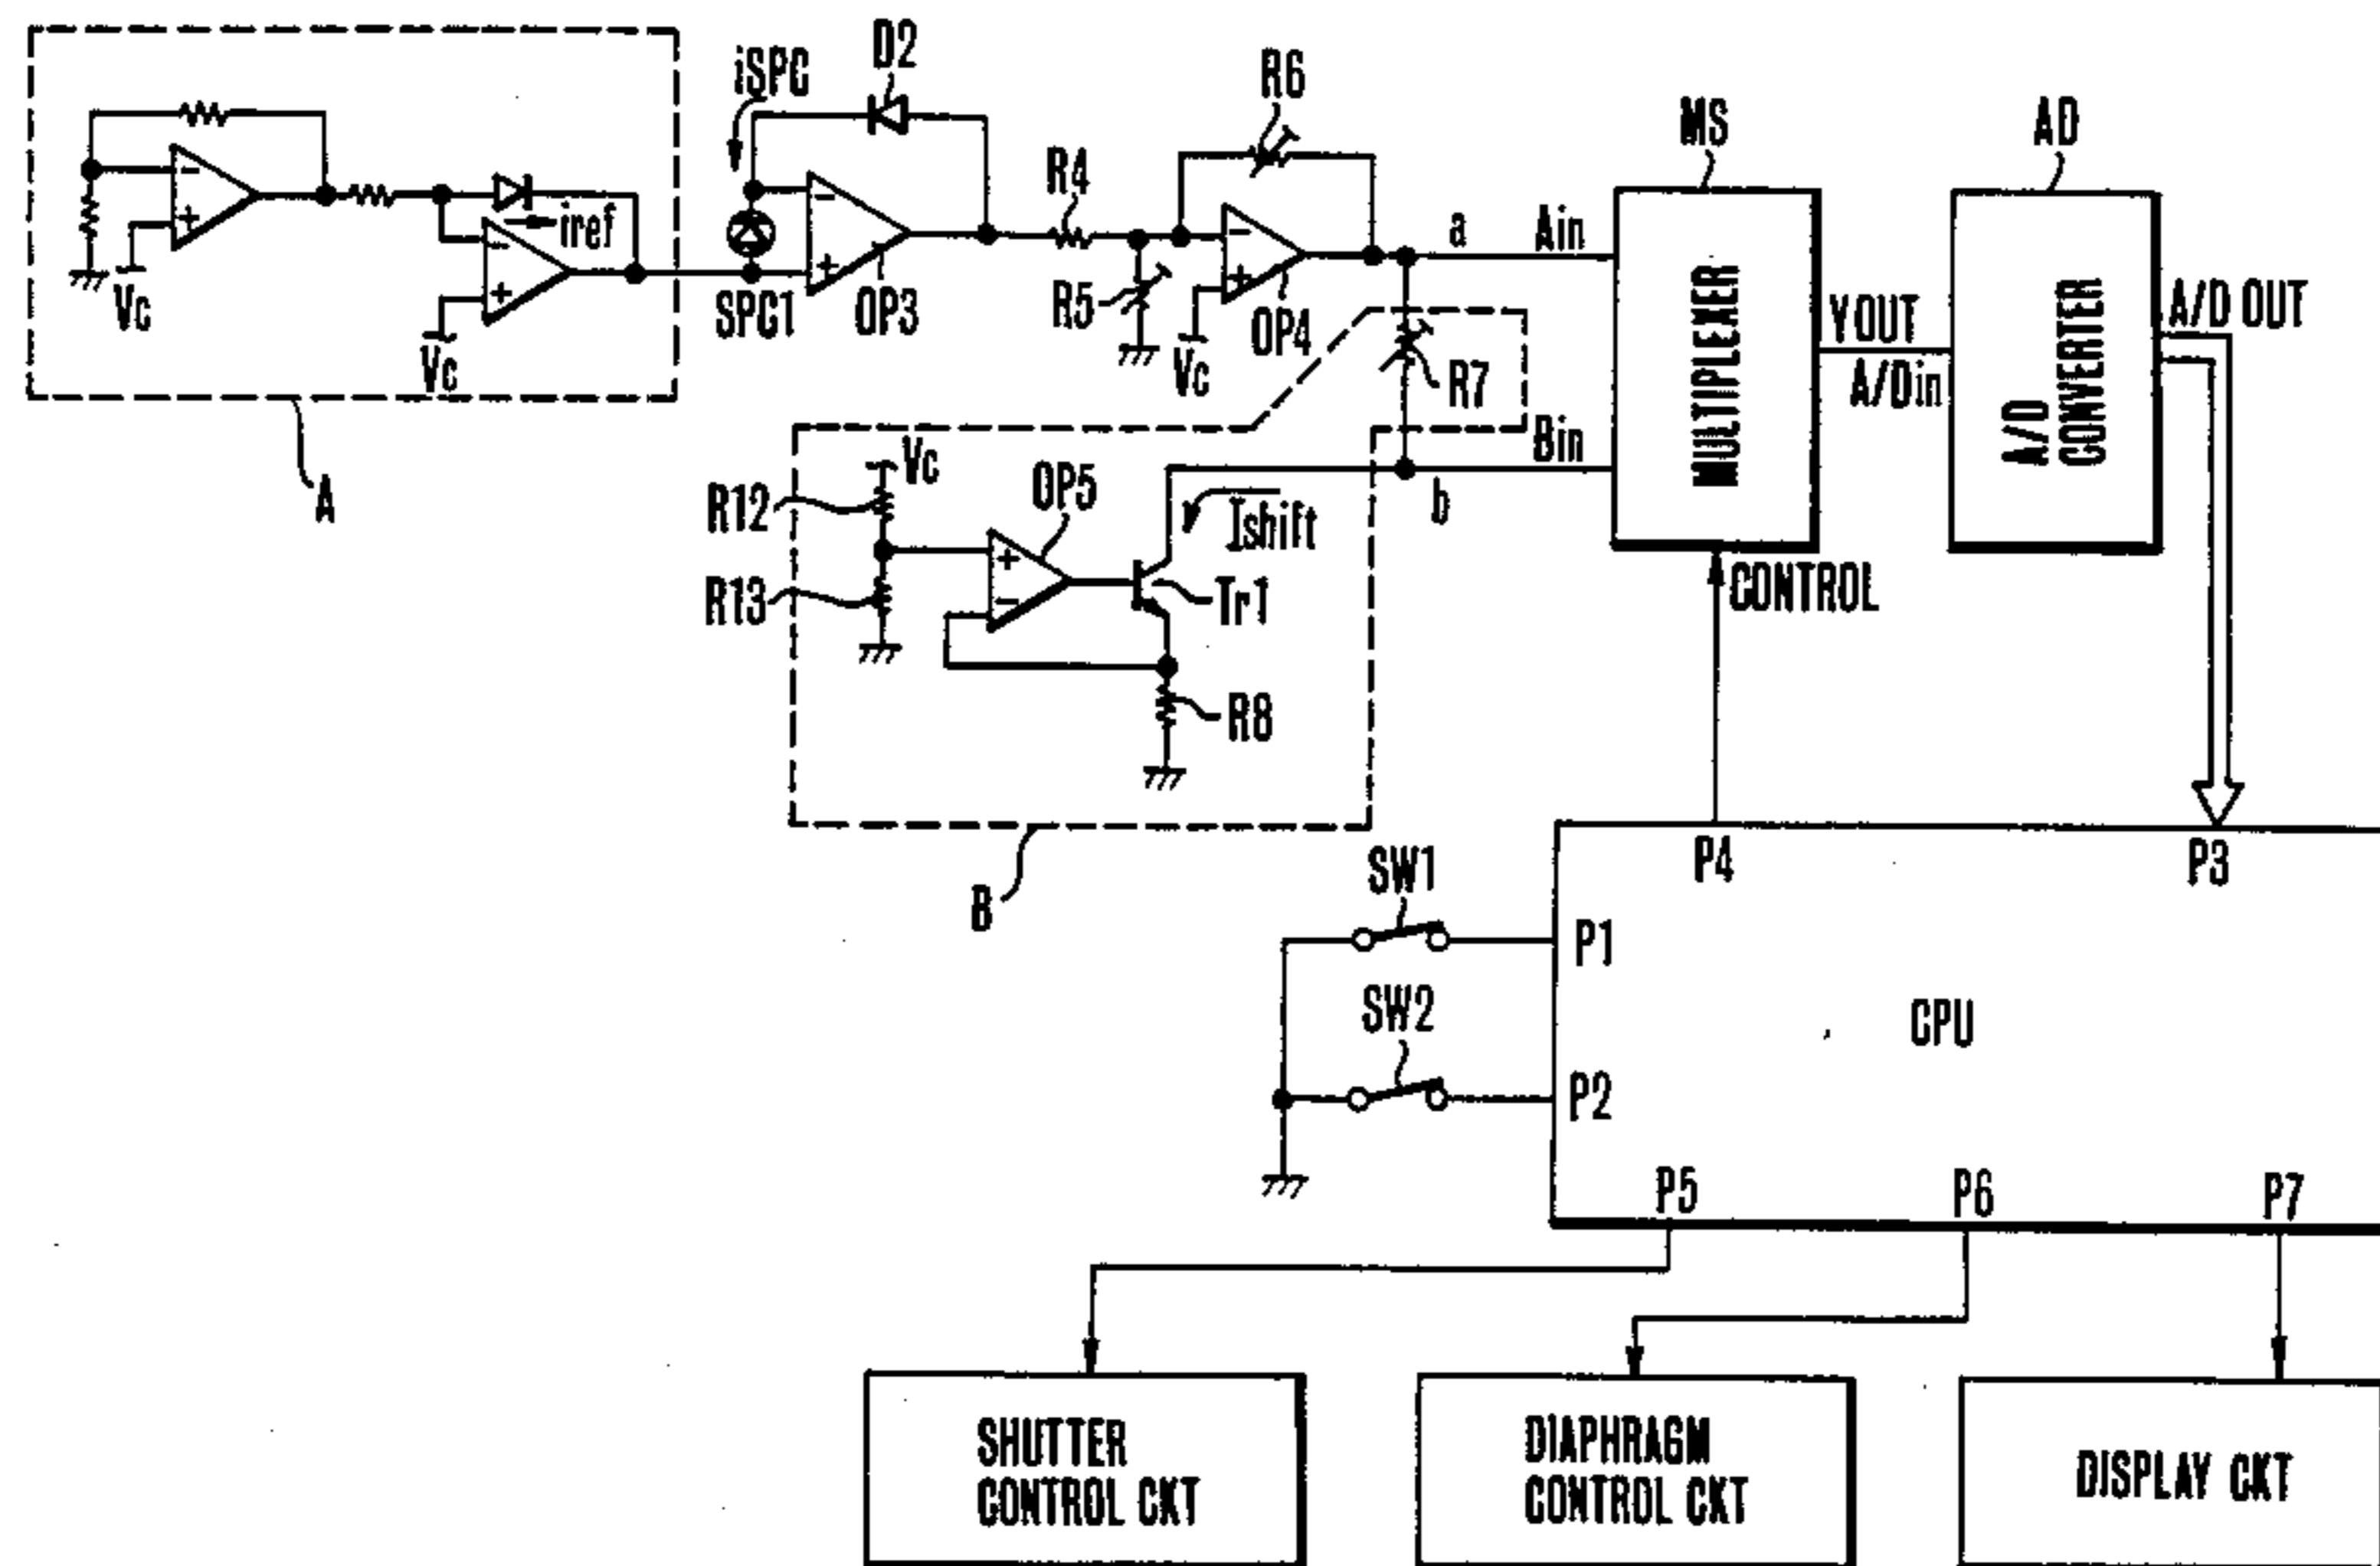 iSPC
D2
R6
MS
AD
R4
iref
a
Ain
Vc
Vc
SPC1
OP3
R5
Vc
OP4
R7
MULTIPLEXER
YOUT
A/Din
A/D
CONVERTER
A/D OUT
A
R12
Vc
OP5
Bin
b
Ishift
R13
Tr1
CONTROL
R8
B
P4
P3
SW1
P1
SW2
P2
CPU
P5
P6
P7
SHUTTER
CONTROL CKT
DIAPHRAGM
CONTROL CKT
DISPLAY CKT